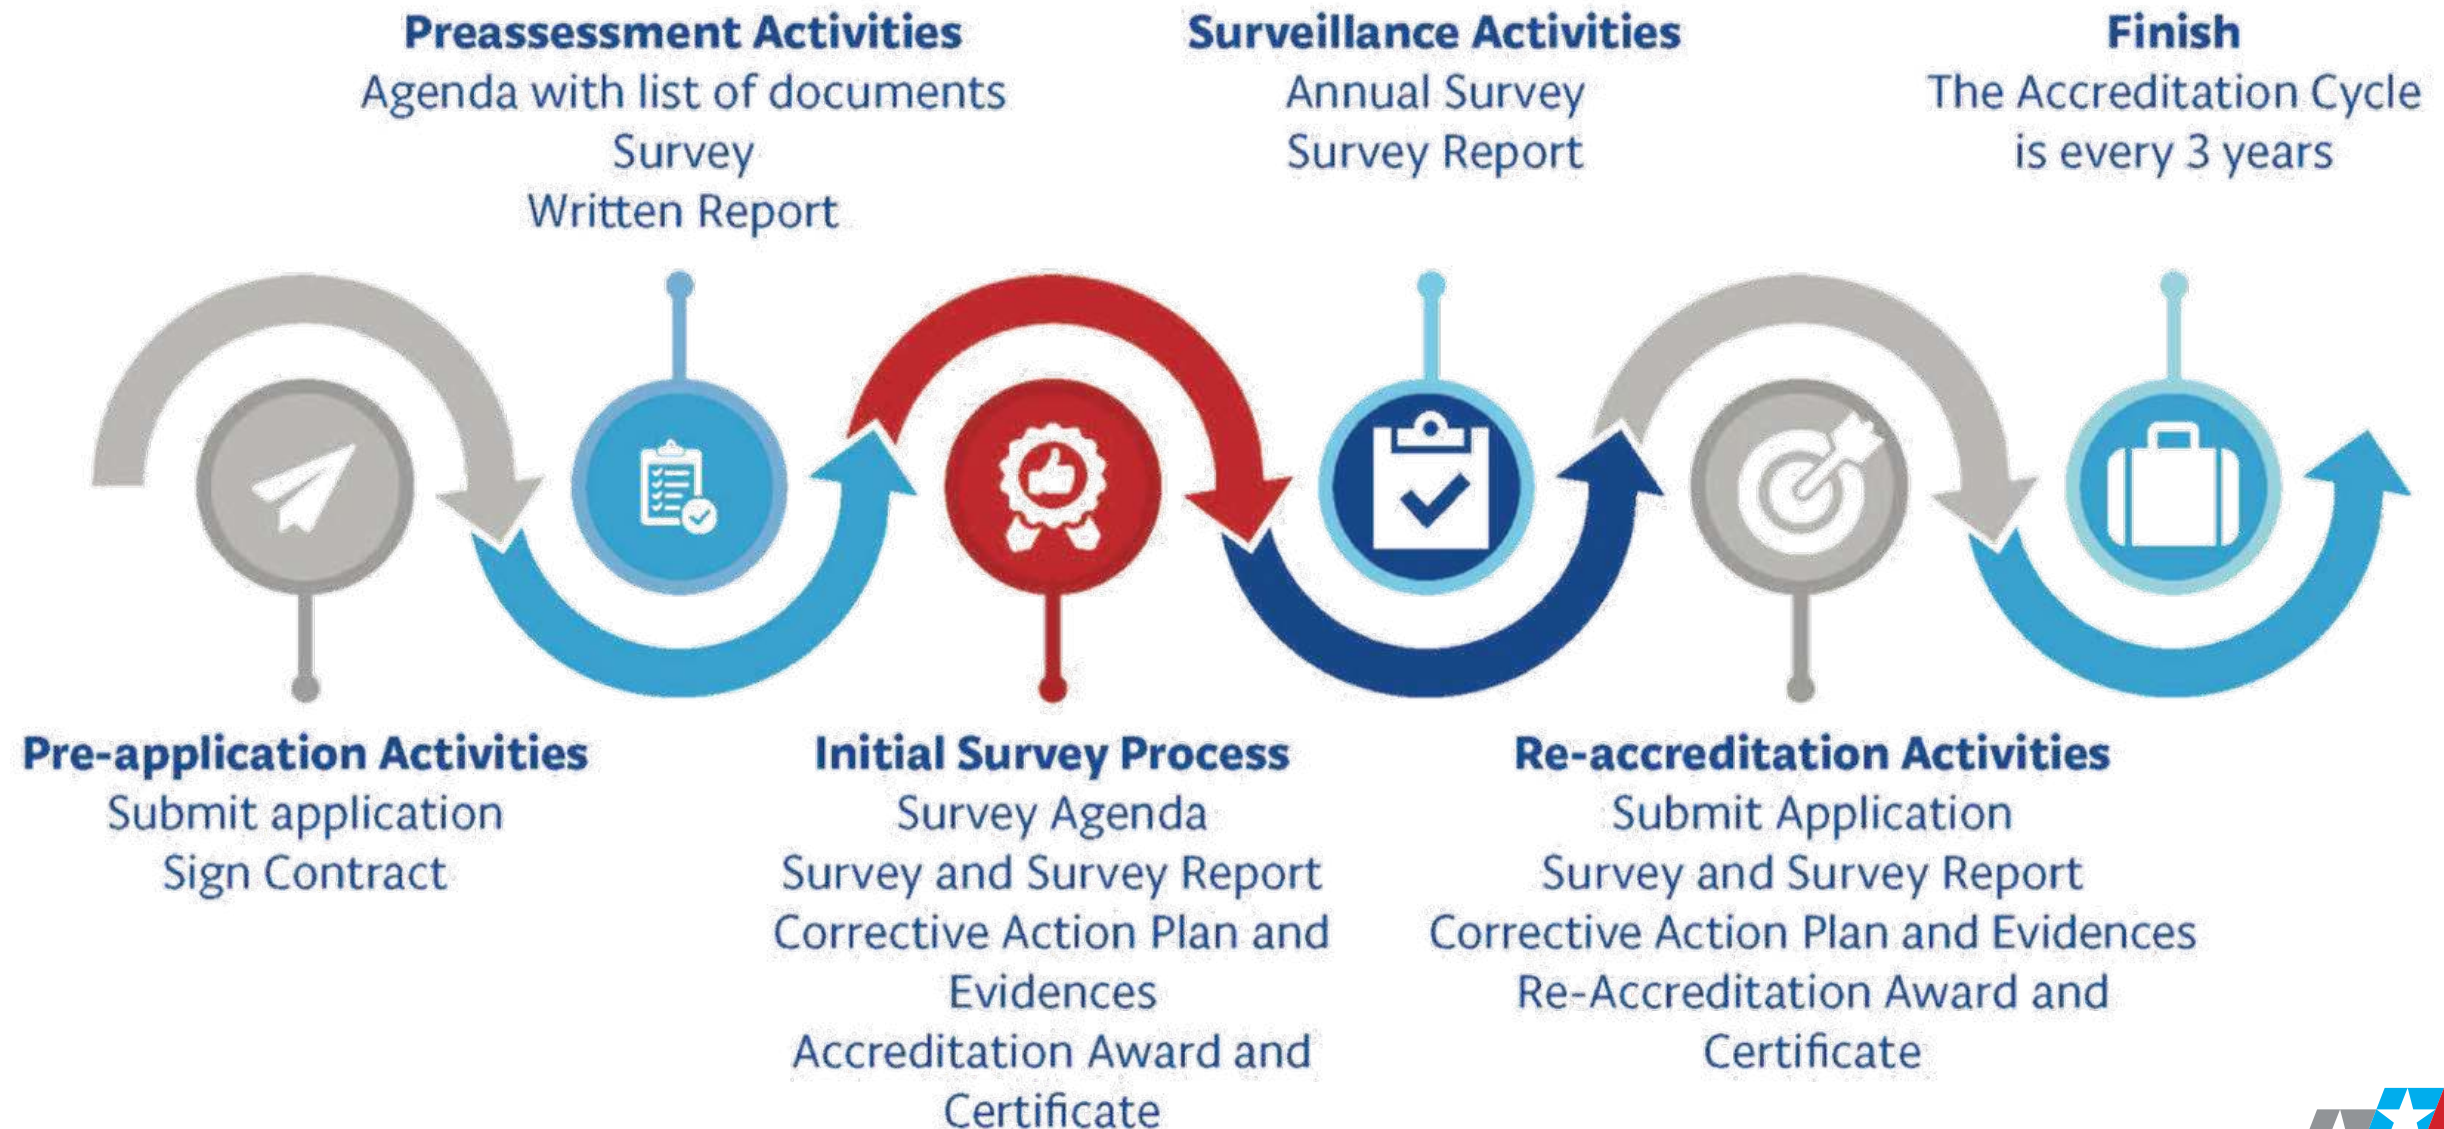 Preassessment Activities
Agenda with list of documents
Survey
Written Report
Surveillance Activities
Annual Survey
Survey Report
Finish
The Accreditation Cycle
is every 3 years
Pre-application Activities
Submit application
Sign Contract
Initial Survey Process
Survey Agenda
Survey and Survey Report
Corrective Action Plan and
Evidences
Accreditation Award and
Certificate
Re-accreditation Activities
Submit Application
Survey and Survey Report
Corrective Action Plan and Evidences
Re-Accreditation Award and
Certificate